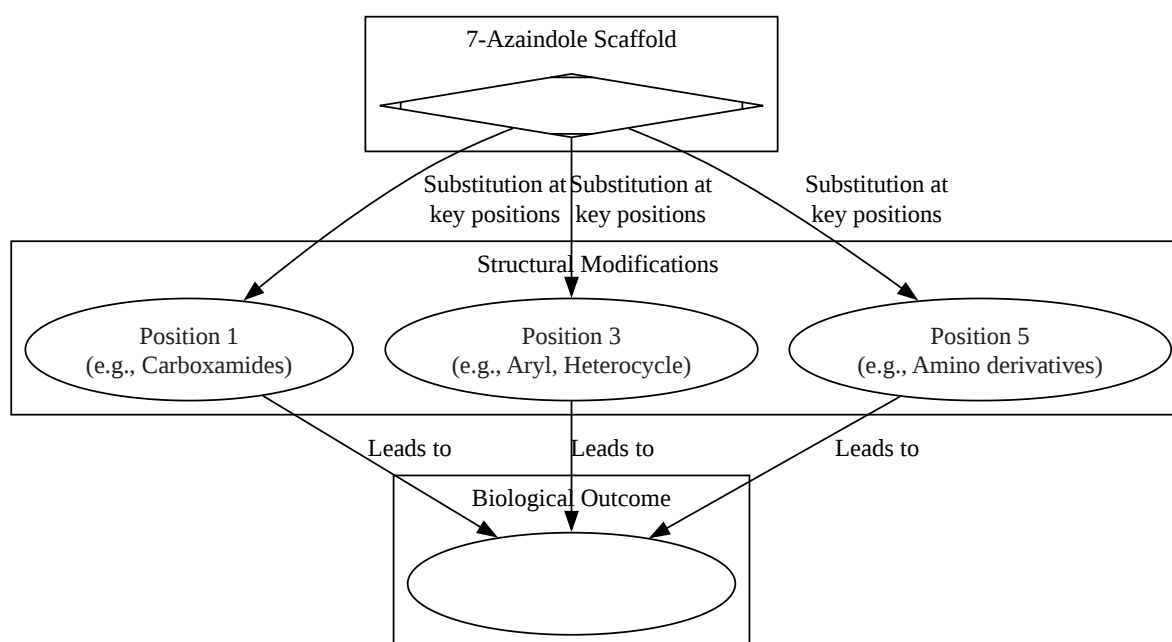 7-Azaindole Scaffold
Substitution at
key positions
Substitution at
key positions
Substitution at
key positions
Structural Modifications
Position 1
(e.g., Carboxamides)
Position 3
(e.g., Aryl, Heterocycle)
Position 5
(e.g., Amino derivatives)
Leads to
Leads to
Leads to
Biological Outcome